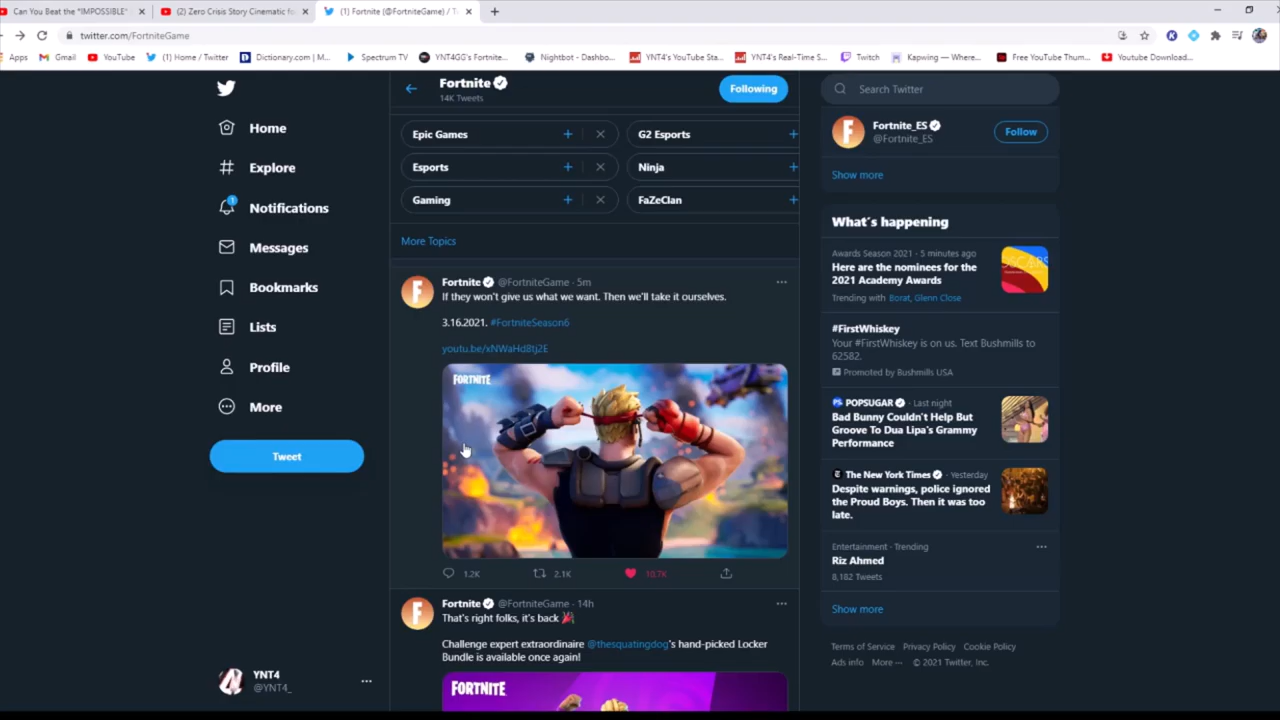 Can You Beat the "IMPOSSIBLE"
(2) Zero Crisis Story Cinematic fo
(1) Fortnite (@FortniteGame) / T
twitter.com/FortniteGame
Apps
Gmail
YouTube
(1) Home / Twitter
Dictionary.com | M...
Spectrum TV
YNT4GG's Fortnite...
Nightbot - Dashbo...
YNT4's YouTube Sta...
YNT4's Real-Time S...
Twitch
Kapwing — Where...
Free YouTube Thum...
Youtube Download...
Home
Explore
1
Notifications
Messages
Bookmarks
Lists
Profile
More
Tweet
YNT4
@YNT4_
Fortnite
14K Tweets
Following
Epic Games
G2 Esports
Esports
Ninja
Gaming
FaZeClan
More Topics
Fortnite @FortniteGame · 5m
If they won't give us what we want. Then we'll take it ourselves.
3.16.2021. #FortniteSeason6
youtu.be/xNWaHd8tj2E
FORTNITE
1.2K 2.1K 18.7K
Fortnite @FortniteGame · 14h
That's right folks, it's back
Challenge expert extraordinaire @thesquatingdog's hand-picked Locker
Bundle is available once again!
FORTNITE
Search Twitter
Fortnite_ES
@Fortnite_ES
Follow
Show more
What's happening
Awards Season 2021 · 5 minutes ago
Here are the nominees for the
2021 Academy Awards
Trending with Borat, Glenn Close
#FirstWhiskey
Your #FirstWhiskey is on us. Text Bushmills to
62582.
Promoted by Bushmills USA
POPSUGAR · Last night
Bad Bunny Couldn't Help But
Groove To Dua Lipa's Grammy
Performance
The New York Times · Yesterday
Despite warnings, police ignored
the Proud Boys. Then it was too
late.
Entertainment · Trending
Riz Ahmed
8,182 Tweets
Show more
Terms of Service Privacy Policy Cookie Policy
Ads info More ··· © 2021 Twitter, Inc.